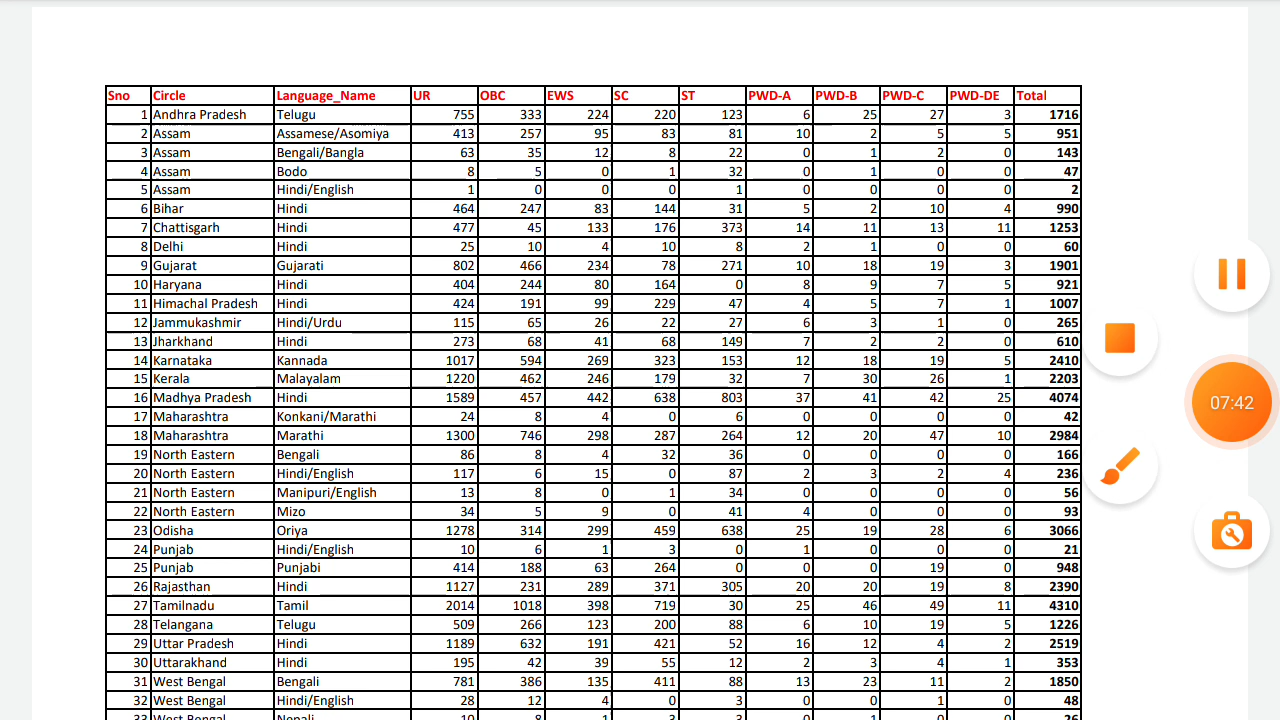 Sno Circle Language_Name UR OBC EWS SC ST PWD-A PWD-B PWD-C PWD-DE Total
1 Andhra Pradesh Telugu 755 333 224 220 123 6 25 27 3 1716
2 Assam Assamese/Asomiya 413 257 95 83 81 10 2 5 5 951
3 Assam Bengali/Bangla 63 35 12 8 22 0 1 2 0 143
4 Assam Bodo 8 5 0 1 32 0 1 0 0 47
5 Assam Hindi/English 1 0 0 0 1 0 0 0 0 2
6 Bihar Hindi 464 247 83 144 31 5 2 10 4 990
7 Chattisgarh Hindi 477 45 133 176 373 14 11 13 11 1253
8 Delhi Hindi 25 10 4 10 8 2 1 0 0 60
9 Gujarat Gujarati 802 466 234 78 271 10 18 19 3 1901
10 Haryana Hindi 404 244 80 164 0 8 9 7 5 921
11 Himachal Pradesh Hindi 424 191 99 229 47 4 5 7 1 1007
12 Jammukashmir Hindi/Urdu 115 65 26 22 27 6 3 1 0 265
13 Jharkhand Hindi 273 68 41 68 149 7 2 2 0 610
14 Karnataka Kannada 1017 594 269 323 153 12 18 19 5 2410
15 Kerala Malayalam 1220 462 246 179 32 7 30 26 1 2203
16 Madhya Pradesh Hindi 1589 457 442 638 803 37 41 42 25 4074
17 Maharashtra Konkani/Marathi 24 8 4 0 6 0 0 0 0 42
18 Maharashtra Marathi 1300 746 298 287 264 12 20 47 10 2984
19 North Eastern Bengali 86 8 4 32 36 0 0 0 0 166
20 North Eastern Hindi/English 117 6 15 0 87 2 3 2 4 236
21 North Eastern Manipuri/English 13 8 0 1 34 0 0 0 0 56
22 North Eastern Mizo 34 5 9 0 41 4 0 0 0 93
23 Odisha Oriya 1278 314 299 459 638 25 19 28 6 3066
24 Punjab Hindi/English 10 6 1 3 0 1 0 0 0 21
25 Punjab Punjabi 414 188 63 264 0 0 0 19 0 948
26 Rajasthan Hindi 1127 231 289 371 305 20 20 19 8 2390
27 Tamilnadu Tamil 2014 1018 398 719 30 25 46 49 11 4310
28 Telangana Telugu 509 266 123 200 88 6 10 19 5 1226
29 Uttar Pradesh Hindi 1189 632 191 421 52 16 12 4 2 2519
30 Uttarakhand Hindi 195 42 39 55 12 2 3 4 1 353
31 West Bengal Bengali 781 386 135 411 88 13 23 11 2 1850
32 West Bengal Hindi/English 28 12 4 0 3 0 0 1 0 48
33 West Bengal Nepali 10 8 1 3 3 0 1 0 0 26
07:42